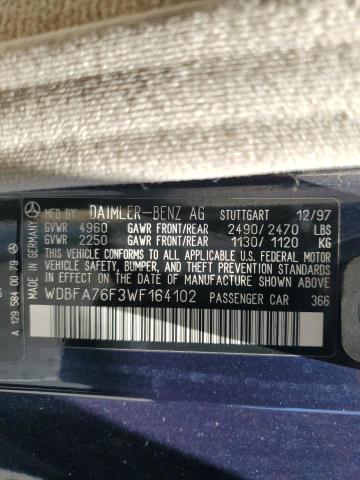 MFD BY DAIMLER-BENZ AG STUTTGART 12/97
GVWR 4960 GAWR FRONT/REAR 2490/2470 LBS
GVWR 2250 GAWR FRONT/REAR 1130/1120 KG
THIS VEHICLE CONFORMS TO ALL APPLICABLE
U.S. FEDERAL MOTOR VEHICLE SAFETY
BUMPER AND THEFT PREVENTION STANDARDS
IN EFFECT ON THE
DATE OF MANUFACTURE SHOWN ABOVE
WDBFA76F3WF164102 PASSENGER CAR 366
MADE IN GERMANY
A 129 584 00 79